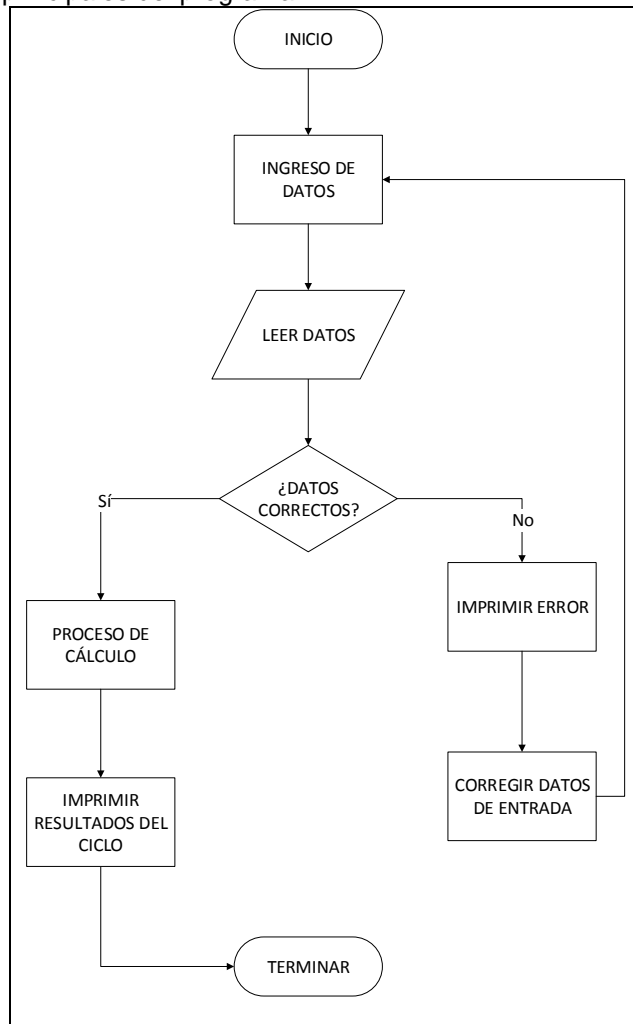 INICIO
INGRESO DE
DATOS
LEER DATOS
¿DATOS
CORRECTOS?
Sí
No
PROCESO DE
CÁLCULO
IMPRIMIR ERROR
IMPRIMIR
RESULTADOS DEL
CICLO
CORREGIR DATOS
DE ENTRADA
TERMINAR